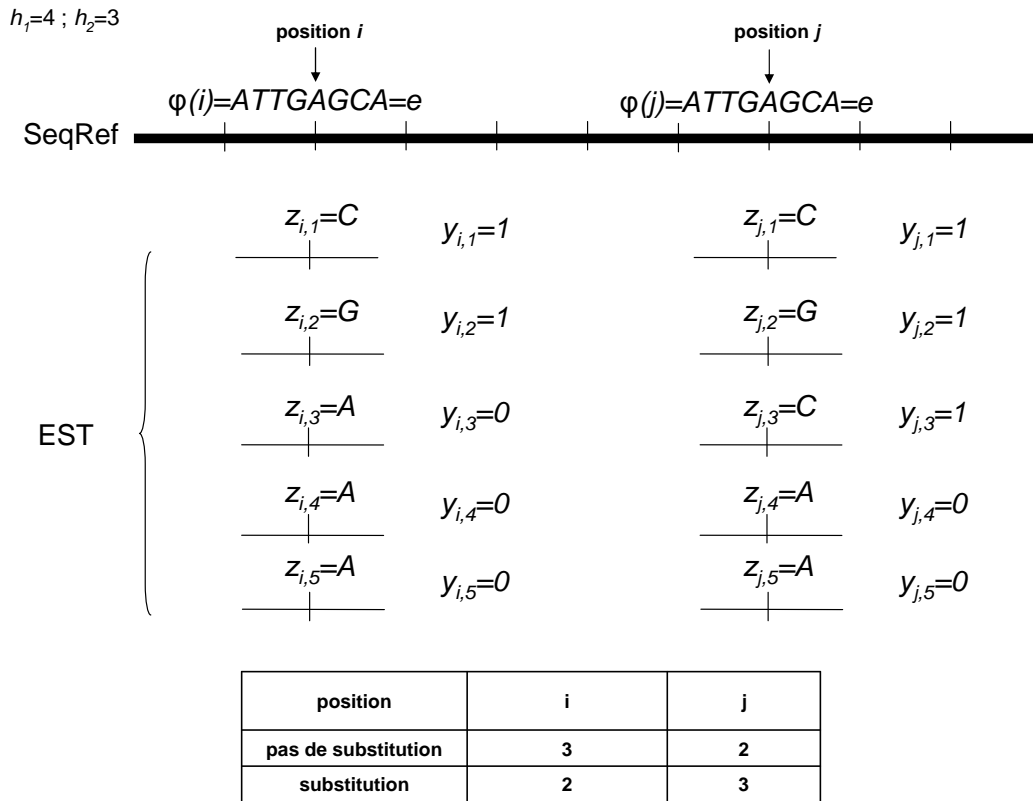 h1=4 ; h2=3
position i position j
φ(i)=ATTGAGCA=e φ(j)=ATTGAGCA=e
SeqRef
zi,1=C yi,1=1 zj,1=C yj,1=1
zi,2=G yi,2=1 zj,2=G yj,2=1
zi,3=A yi,3=0 zj,3=C yj,3=1
EST
zi,4=A yi,4=0 zj,4=A yj,4=0
zi,5=A yi,5=0 zj,5=A yj,5=0
position i j
pas de substitution 3 2
substitution 2 3